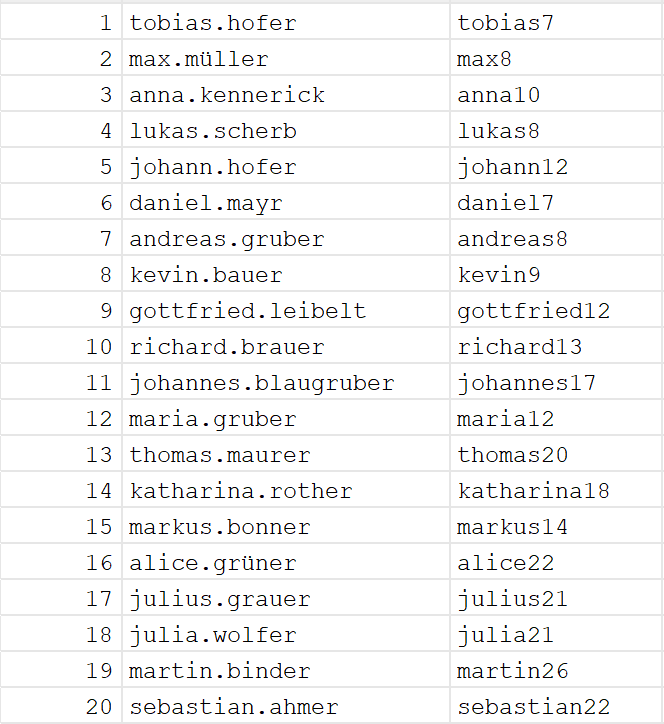 1 tobias.hofer tobias7
2 max.müller max8
3 anna.kennerick anna10
4 lukas.scherb lukas8
5 johann.hofer johann12
6 daniel.mayr daniel7
7 andreas.gruber andreas8
8 kevin.bauer kevin9
9 gottfried.leibelt gottfried12
10 richard.brauer richard13
11 johannes.blaugruber johannes17
12 maria.gruber maria12
13 thomas.maurer thomas20
14 katharina.rother katharina18
15 markus.bonner markus14
16 alice.grüner alice22
17 julius.grauer julius21
18 julia.wolfer julia21
19 martin.binder martin26
20 sebastian.ahmer sebastian22